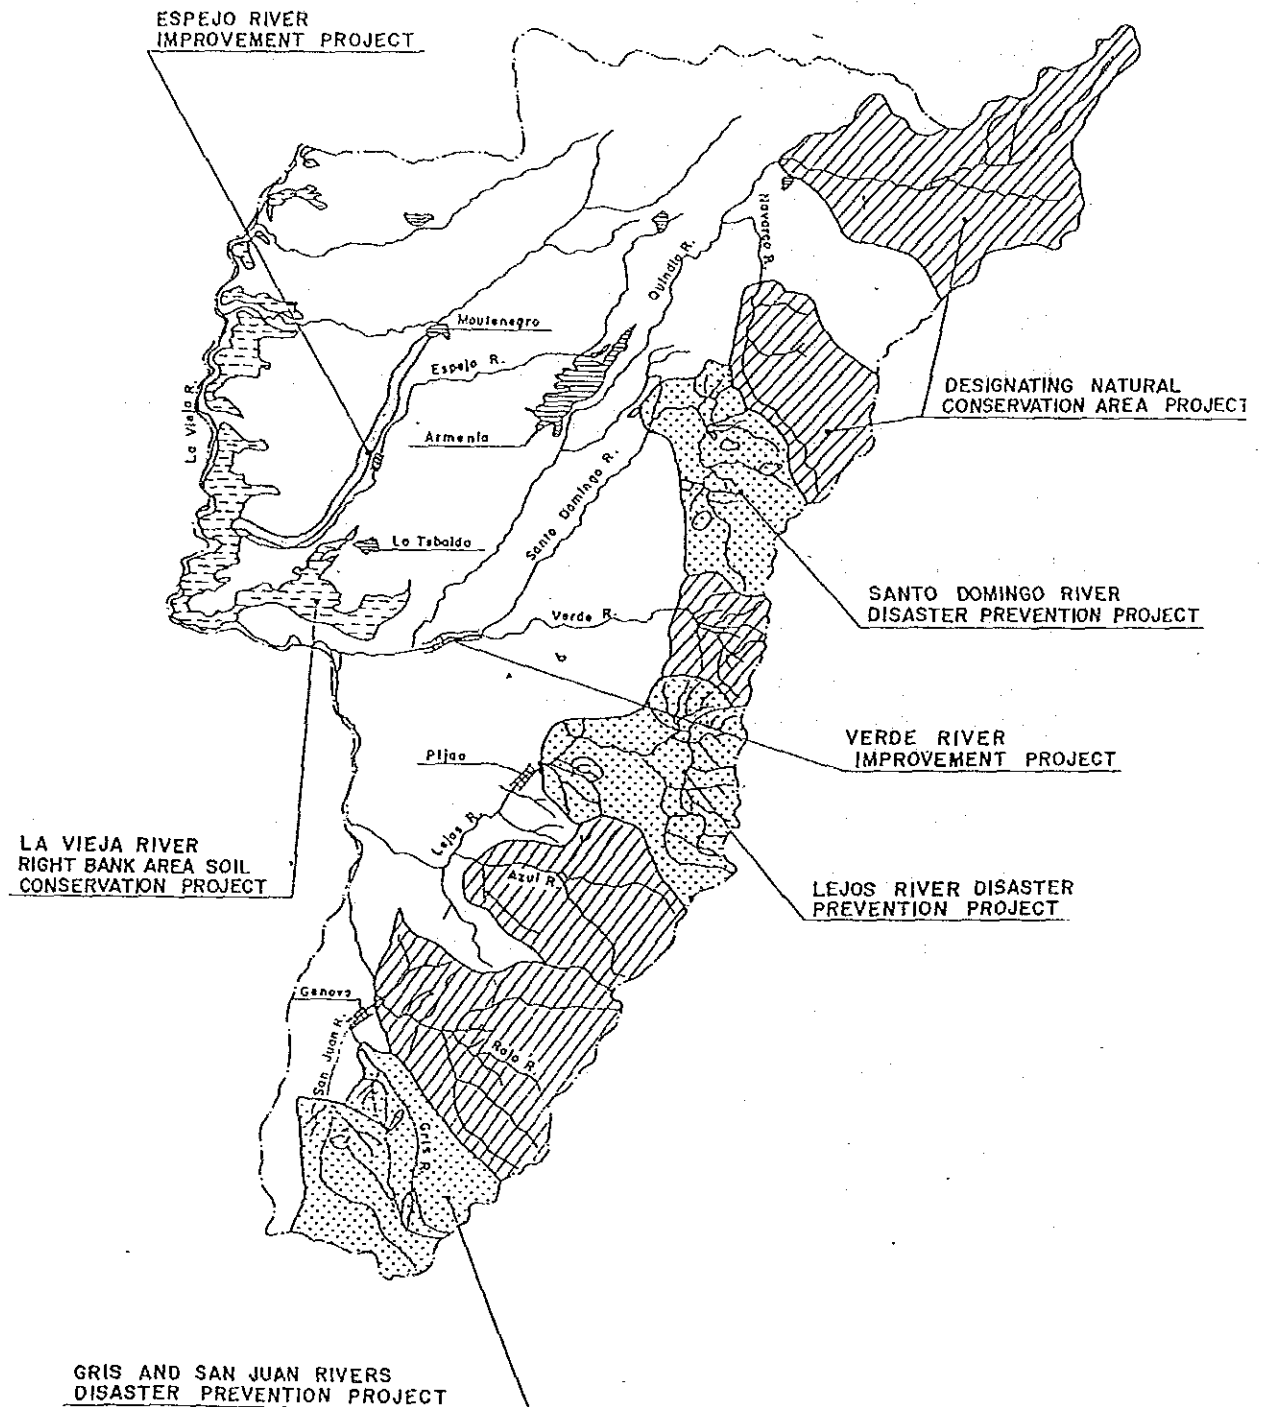 ESPEJO RIVER
IMPROVEMENT PROJECT
Navarco R.
Quindio R.
Montenegro
Espejo R.
La Vieja R.
DESIGNATING NATURAL
CONSERVATION AREA PROJECT
Armenia
Santo Domingo R.
La Tebaida
SANTO DOMINGO RIVER
DISASTER PREVENTION PROJECT
Verde R.
VERDE RIVER
IMPROVEMENT PROJECT
Pijao
Lejos R.
LA VIEJA RIVER
RIGHT BANK AREA SOIL
CONSERVATION PROJECT
Azul R.
LEJOS RIVER DISASTER
PREVENTION PROJECT
Genova
San Juan R.
Rojo R.
Gris R.
GRIS AND SAN JUAN RIVERS
DISASTER PREVENTION PROJECT